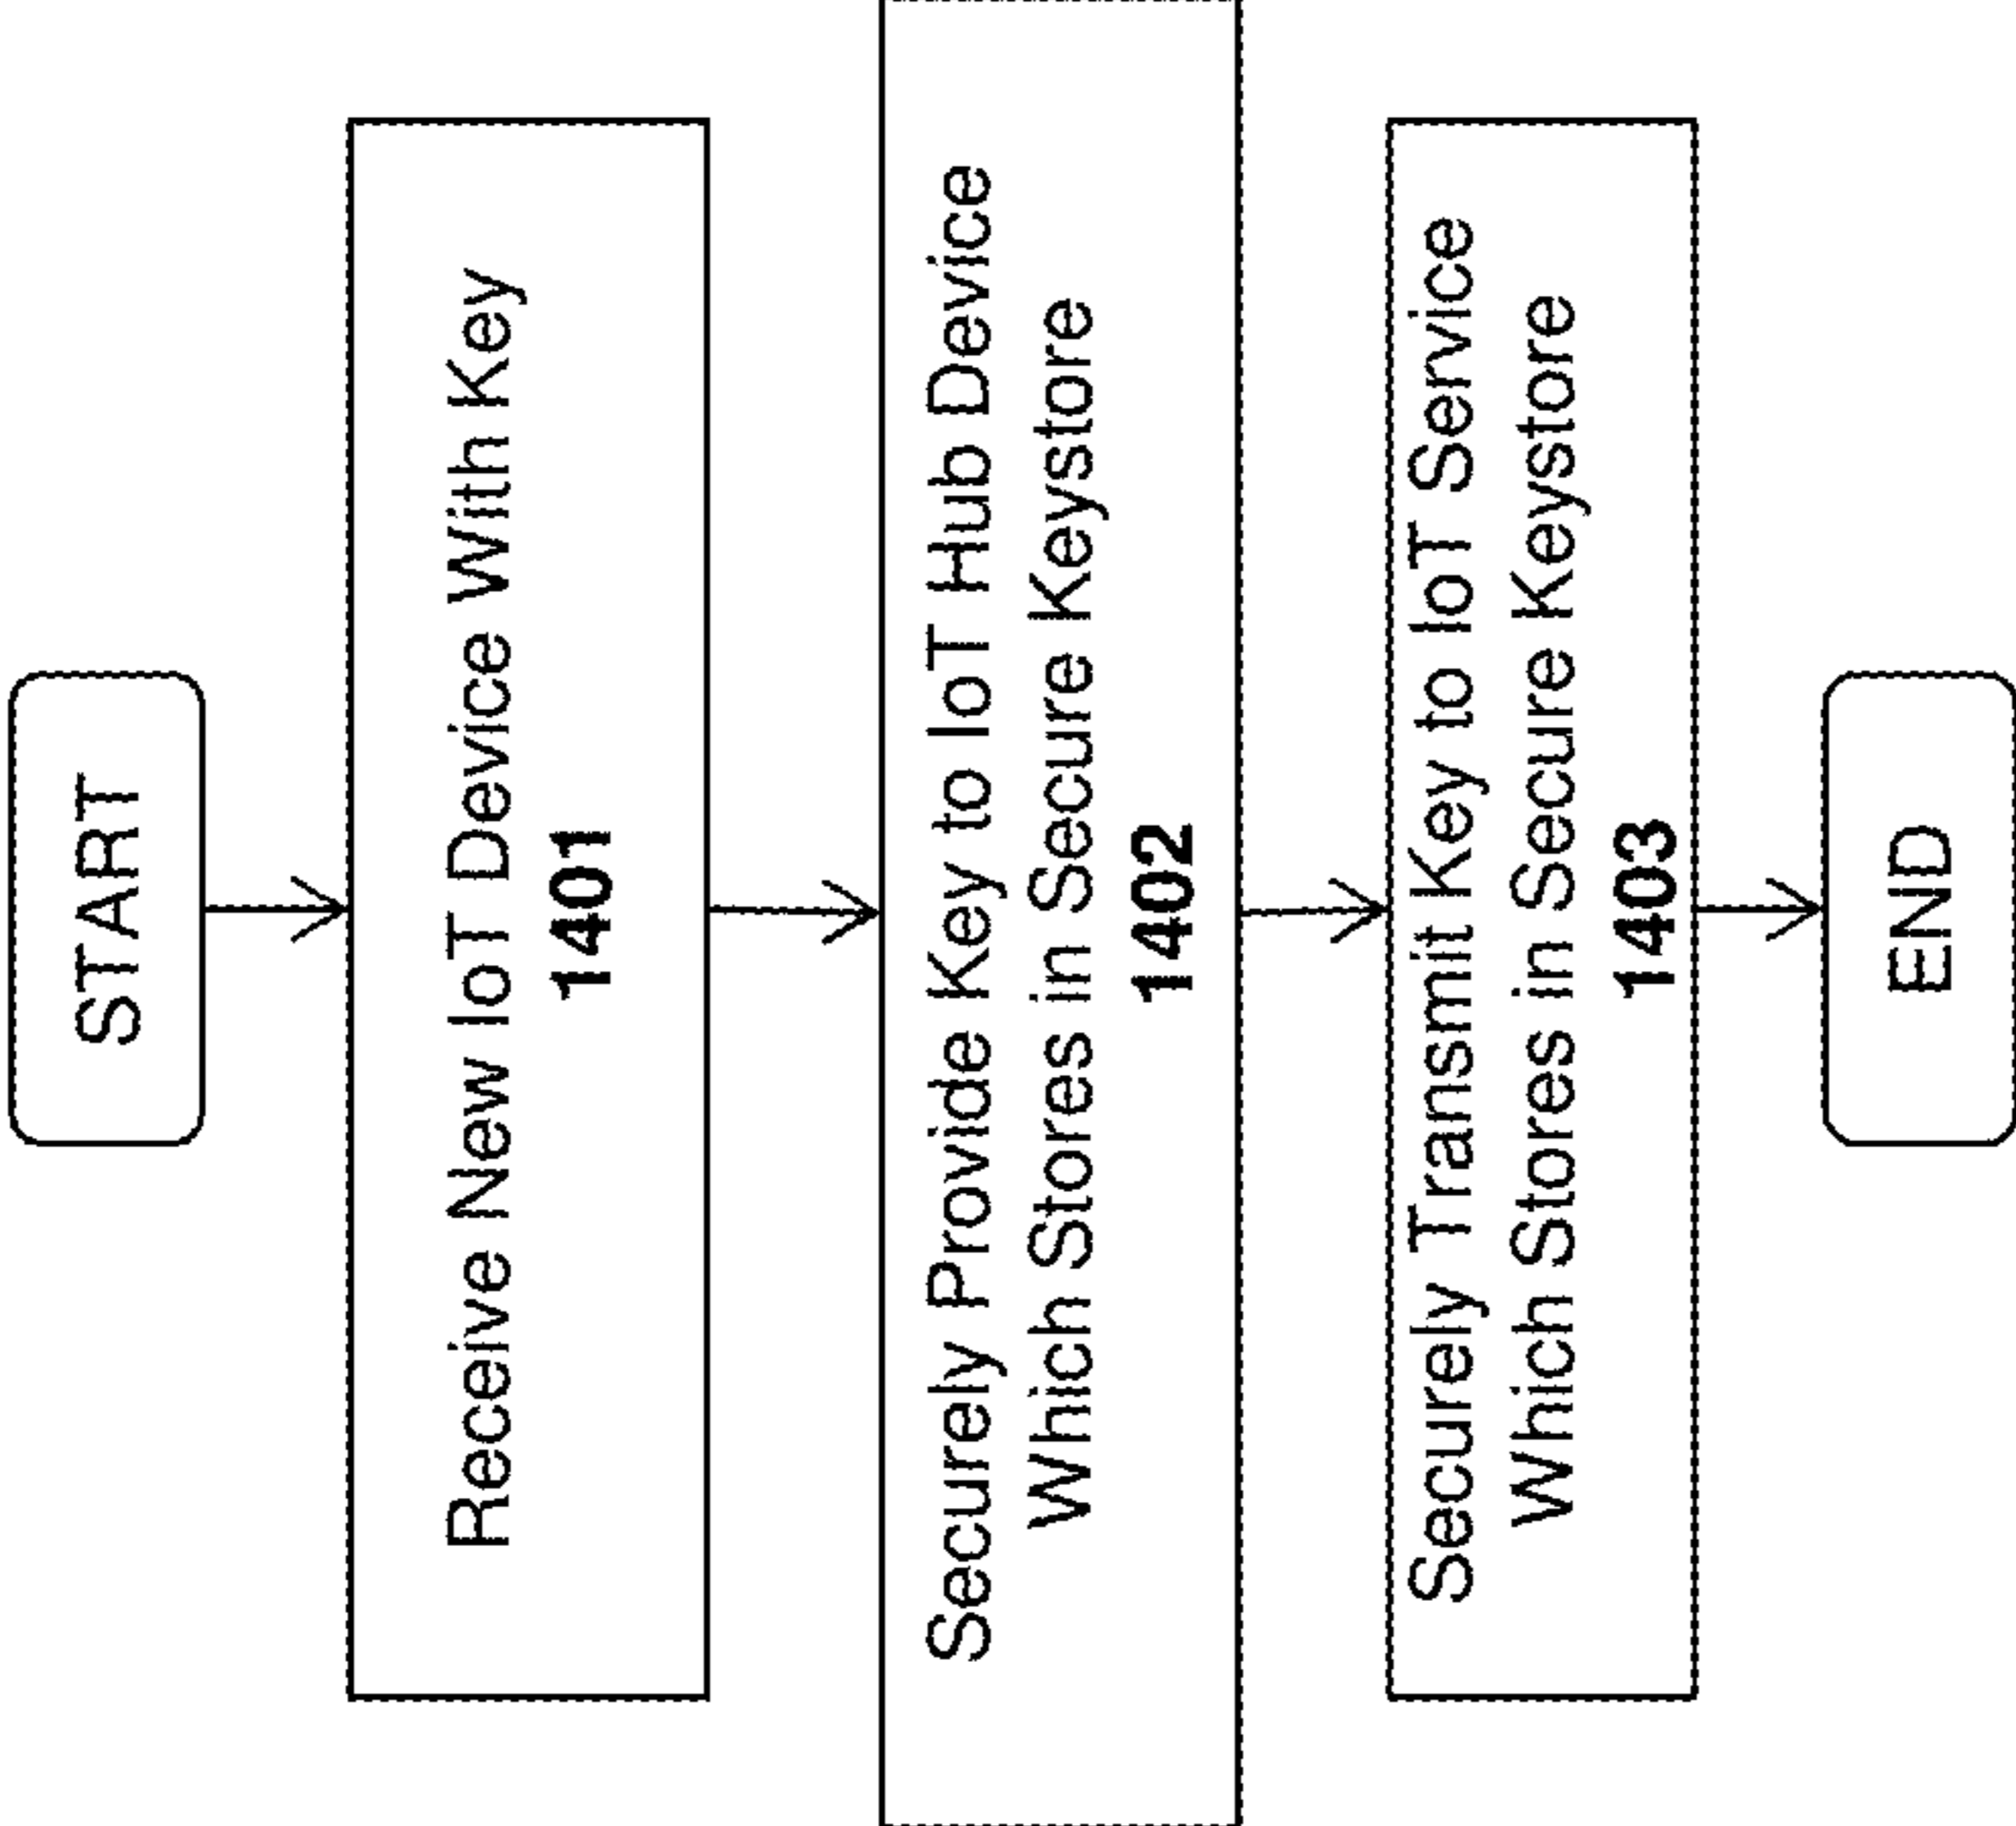 START
Receive New IoT Device With Key
1401
Securely Provide Key to IoT Hub Device
Which Stores in Secure Keystore
1402
Securely Transmit Key to IoT Service
Which Stores in Secure Keystore
1403
END